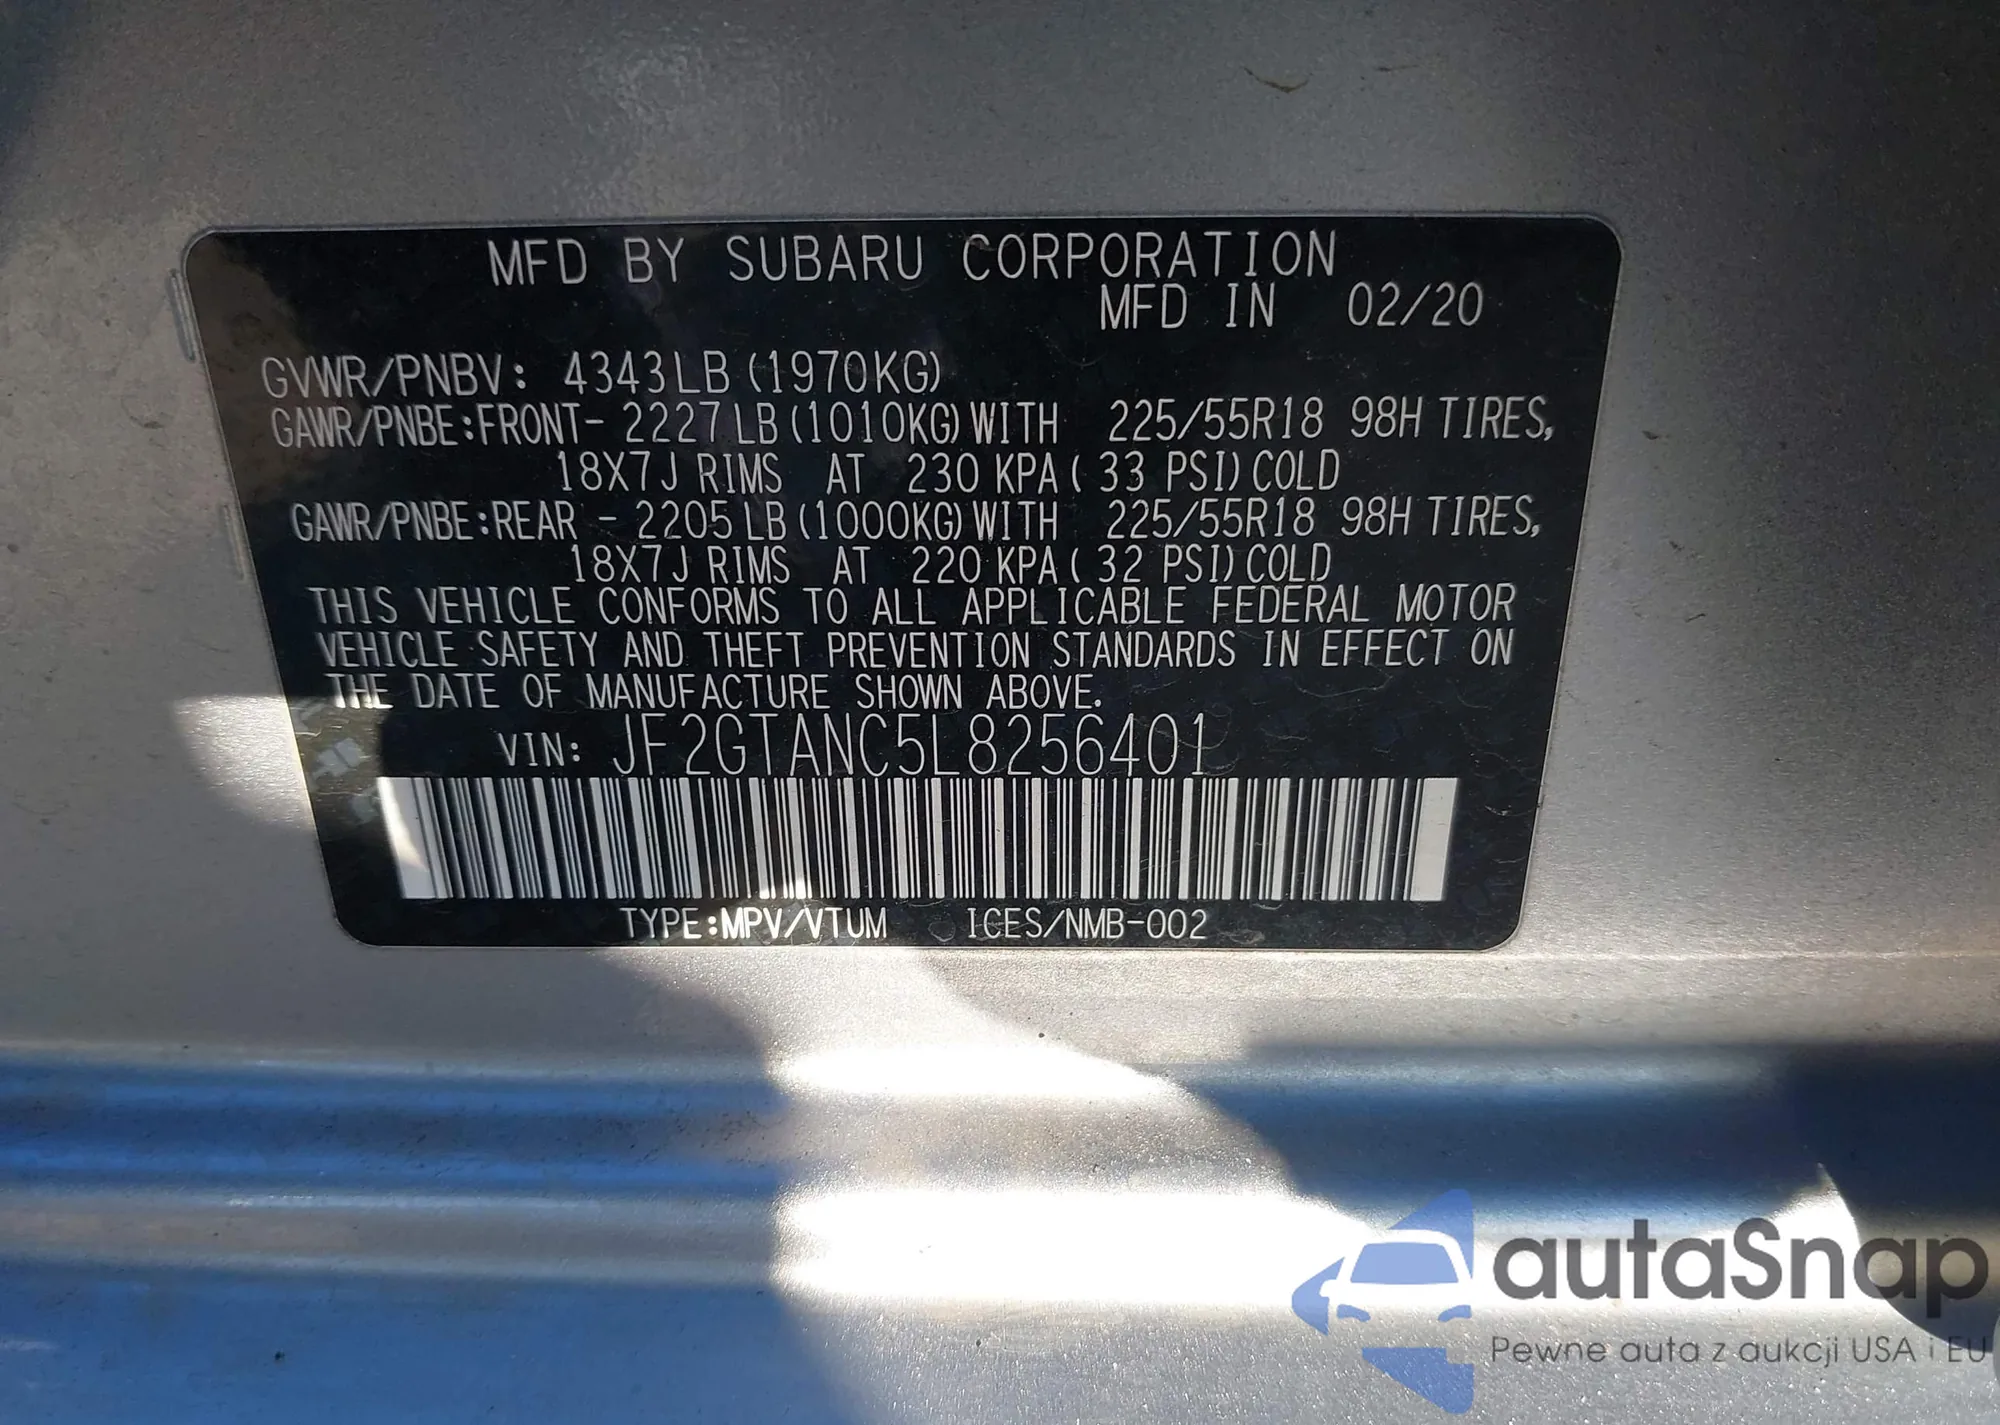 MFD BY SUBARU CORPORATION
MFD IN 02/20
GVWR/PNBV: 4343LB(1970KG)
GAWR/PNBE:FRONT- 2227LB(1010KG)WITH 225/55R18 98H TIRES,
18X7J RIMS AT 230 KPA( 33 PSI)COLD
GAWR/PNBE:REAR - 2205LB(1000KG)WITH 225/55R18 98H TIRES,
18X7J RIMS AT 220 KPA( 32 PSI)COLD
THIS VEHICLE CONFORMS TO ALL APPLICABLE FEDERAL MOTOR
VEHICLE SAFETY AND THEFT PREVENTION STANDARDS IN EFFECT ON
THE DATE OF MANUFACTURE SHOWN ABOVE.
VIN: JF2GTANC5L8256401
TYPE:MPV/VTUM ICES/NMB-002
autaSnap
Pewne auta z aukcji USA i EU